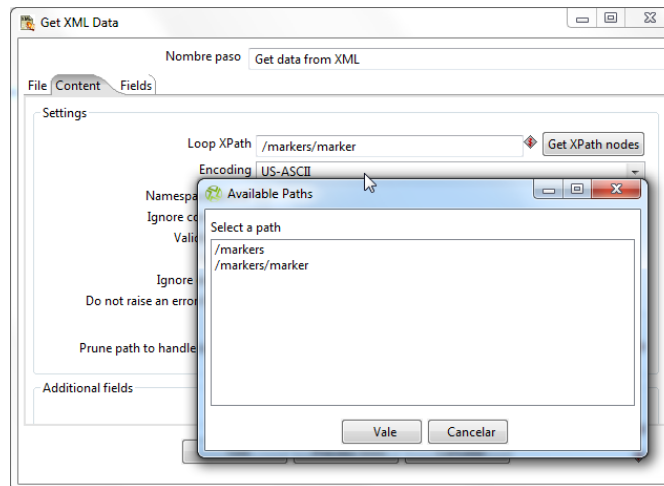 Get XML Data
Nombre paso Get data from XML
File Content Fields
Settings
Loop XPath /markers/marker Get XPath nodes
Encoding US-ASCII
Available Paths
Ignore
Do not raise an error
Prune path to handle
Additional fields
Select a path
/markers
/markers/marker
Vale Cancelar